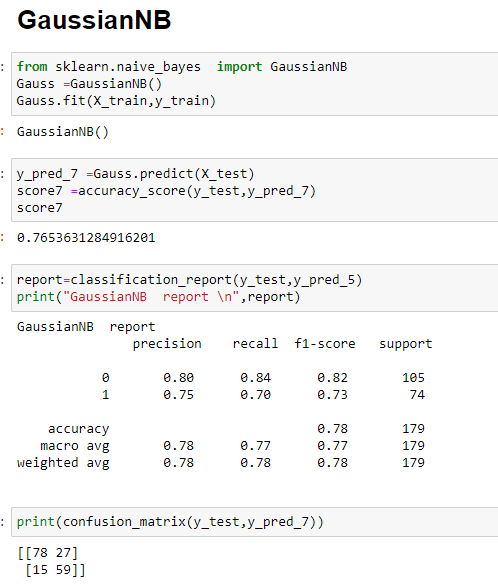 GaussianNB
from sklearn.naive_bayes  import GaussianNB
Gauss =GaussianNB()
Gauss.fit(X_train,y_train)
GaussianNB()
y_pred_7 =Gauss.predict(X_test)
score7 =accuracy_score(y_test,y_pred_7)
score7
0.7653631284916201
report=classification_report(y_test,y_pred_5)
print("GaussianNB  report \n",report)
GaussianNB  report
               precision    recall  f1-score   support

           0       0.80      0.84      0.82       105
           1       0.75      0.70      0.73        74

    accuracy                           0.78       179
   macro avg       0.78      0.77      0.77       179
weighted avg       0.78      0.78      0.78       179
print(confusion_matrix(y_test,y_pred_7))
[[78 27]
 [15 59]]